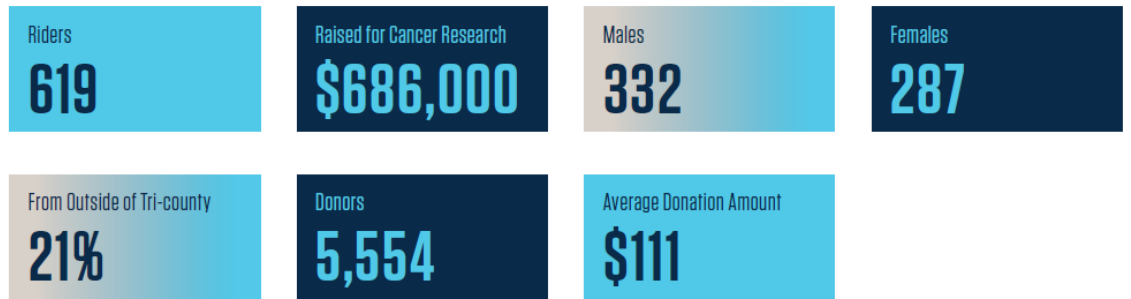 Riders
619
Raised for Cancer Research
$686,000
Males
332
Females
287
From Outside of Tri-county
21%
Donors
5,554
Average Donation Amount
$111